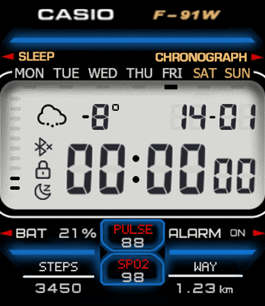 CASIO F-91W
SLEEP CHRONOGRAPH
MON TUE WED THU FRI SAT SUN
-8° 14-01
00:00 00
BAT 21% PULSE 88 ALARM ON
STEPS SPO2 WAY
3450 98 1.23 km